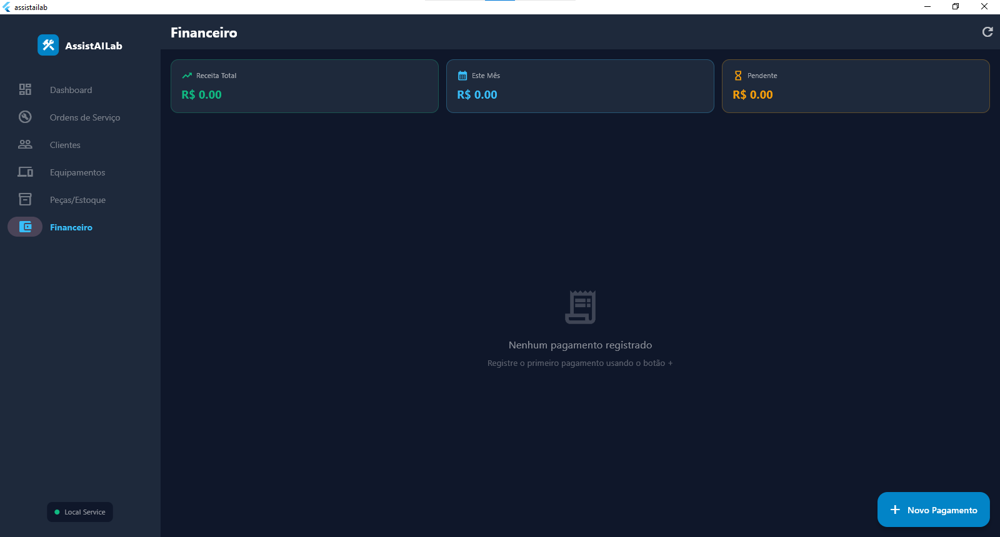 assistailab
AssistAILab
Dashboard
Ordens de Serviço
Clientes
Equipamentos
Peças/Estoque
Financeiro
Local Service
Financeiro
Receita Total
R$ 0.00
Este Mês
R$ 0.00
Pendente
R$ 0.00
Nenhum pagamento registrado
Registre o primeiro pagamento usando o botão +
+ Novo Pagamento